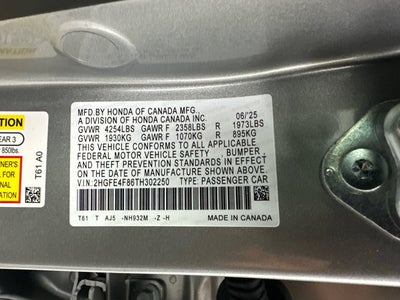 MFD.BY HONDA OF CANADA MFG.,
A DIVISION OF HONDA CANADA INC. 06/'25
GVWR 4254LBS GAWR F 2358LBS R 1973LBS
GVWR 1930KG GAWR F 1070KG R 895KG
THIS VEHICLE CONFORMS TO ALL APPLICABLE
FEDERAL MOTOR VEHICLE SAFETY BUMPER,
AND THEFT PREVENTION STANDARDS IN EFFECT
ON THE DATE OF MANUFACTURE SHOWN ABOVE.
V.I.N:2HGFE4F86TH302250 TYPE: PASSENGER CAR
T61 T AJ5 -NH932M -Z -H MADE IN CANADA
T61 A0
EAR 3
850lbs.